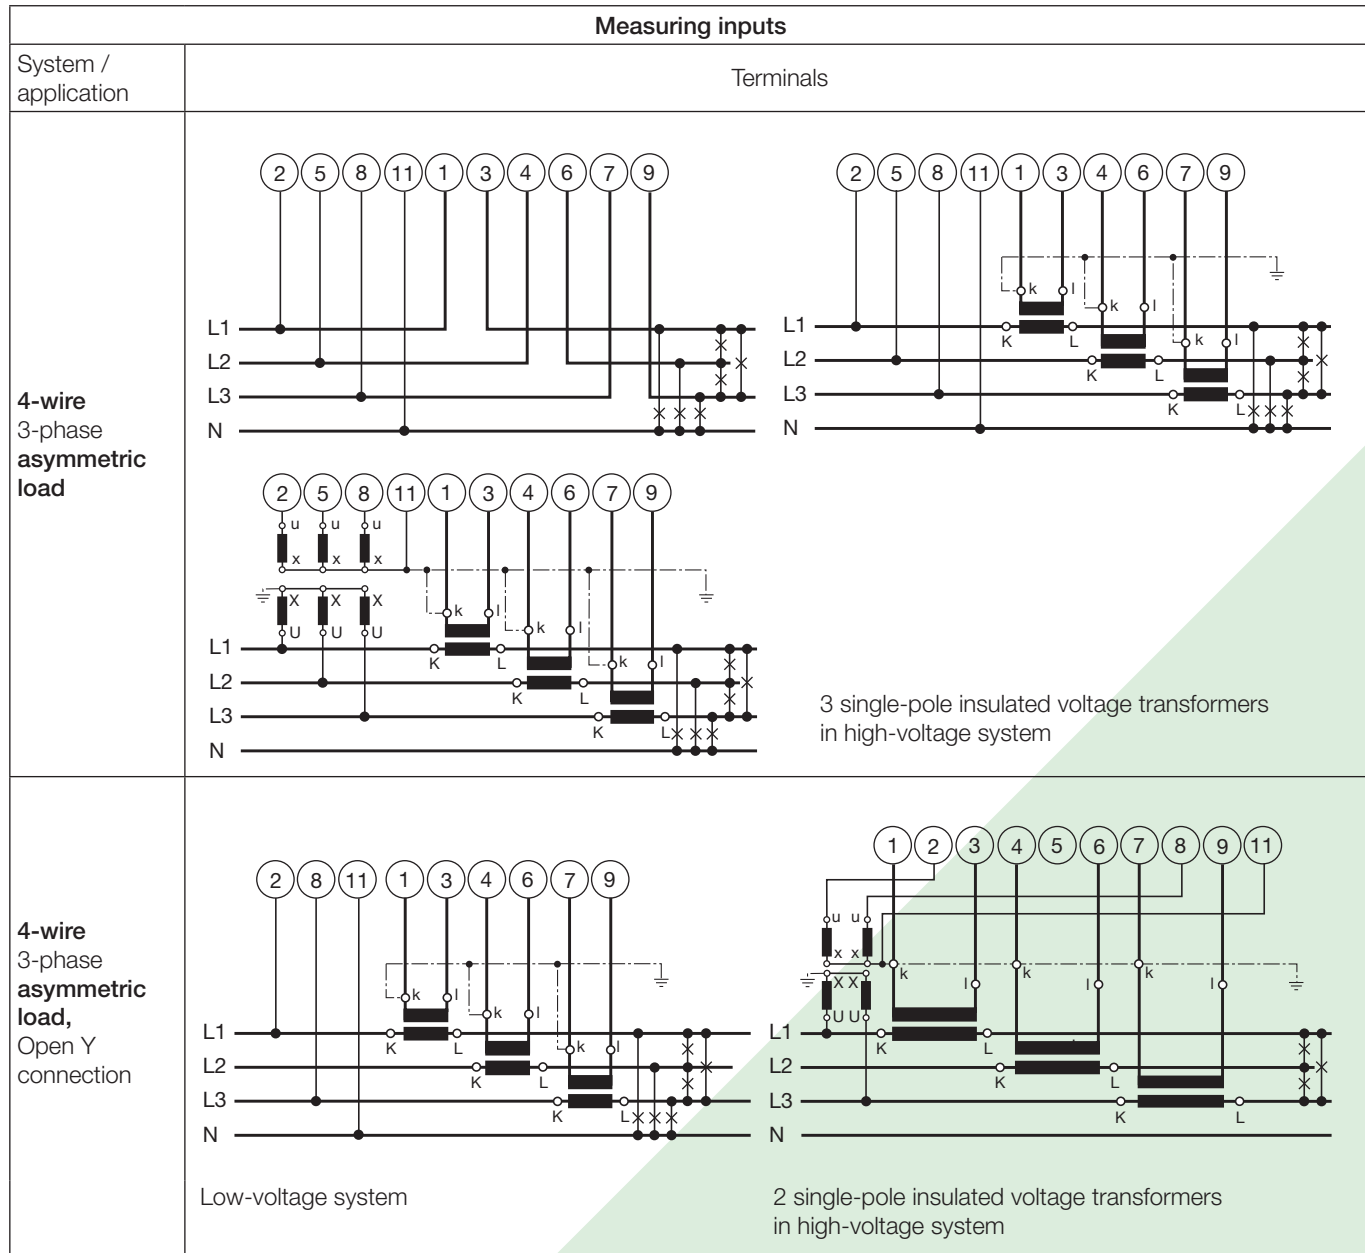 Measuring inputs
System /
application
Terminals
4-wire
3-phase
asymmetric
load
2 5 8 11 1 3 4 6 7 9
L1
L2
L3
N
2 5 8 11 1 3 4 6 7 9
k l
k l
k l
L1
K L
L2
K L
L3
K L
N
2 5 8 11 1 3 4 6 7 9
u u u
x x x
X X X
k l
U U U
k l
k l
L1
K L
L2
K L
L3
K L
N
3 single-pole insulated voltage transformers
in high-voltage system
4-wire
3-phase
asymmetric
load,
Open Y
connection
2 8 11 1 3 4 6 7 9
k l
k l
k l
L1
K L
L2
K L
L3
K L
N
Low-voltage system
1 2 3 4 5 6 7 8 9 11
u u
x x
k k k
X X l l l
U U
L1
K L
L2
K L
L3
K L
N
2 single-pole insulated voltage transformers
in high-voltage system